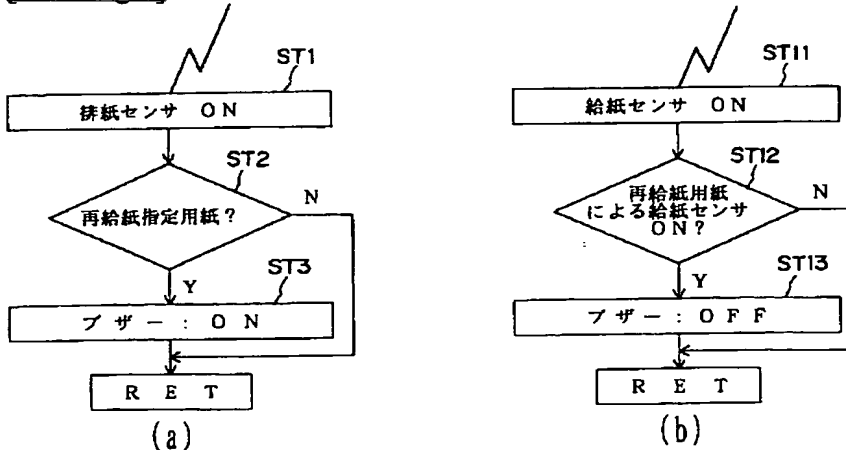 ST1
排紙センサ ON
ST2
再給紙指定用紙?
N
Y
ST3
ブザー:ON
RET
(a)
ST11
給紙センサ ON
ST12
再給紙用紙
による給紙センサ
ON?
N
Y
ST13
ブザー:OFF
RET
(b)